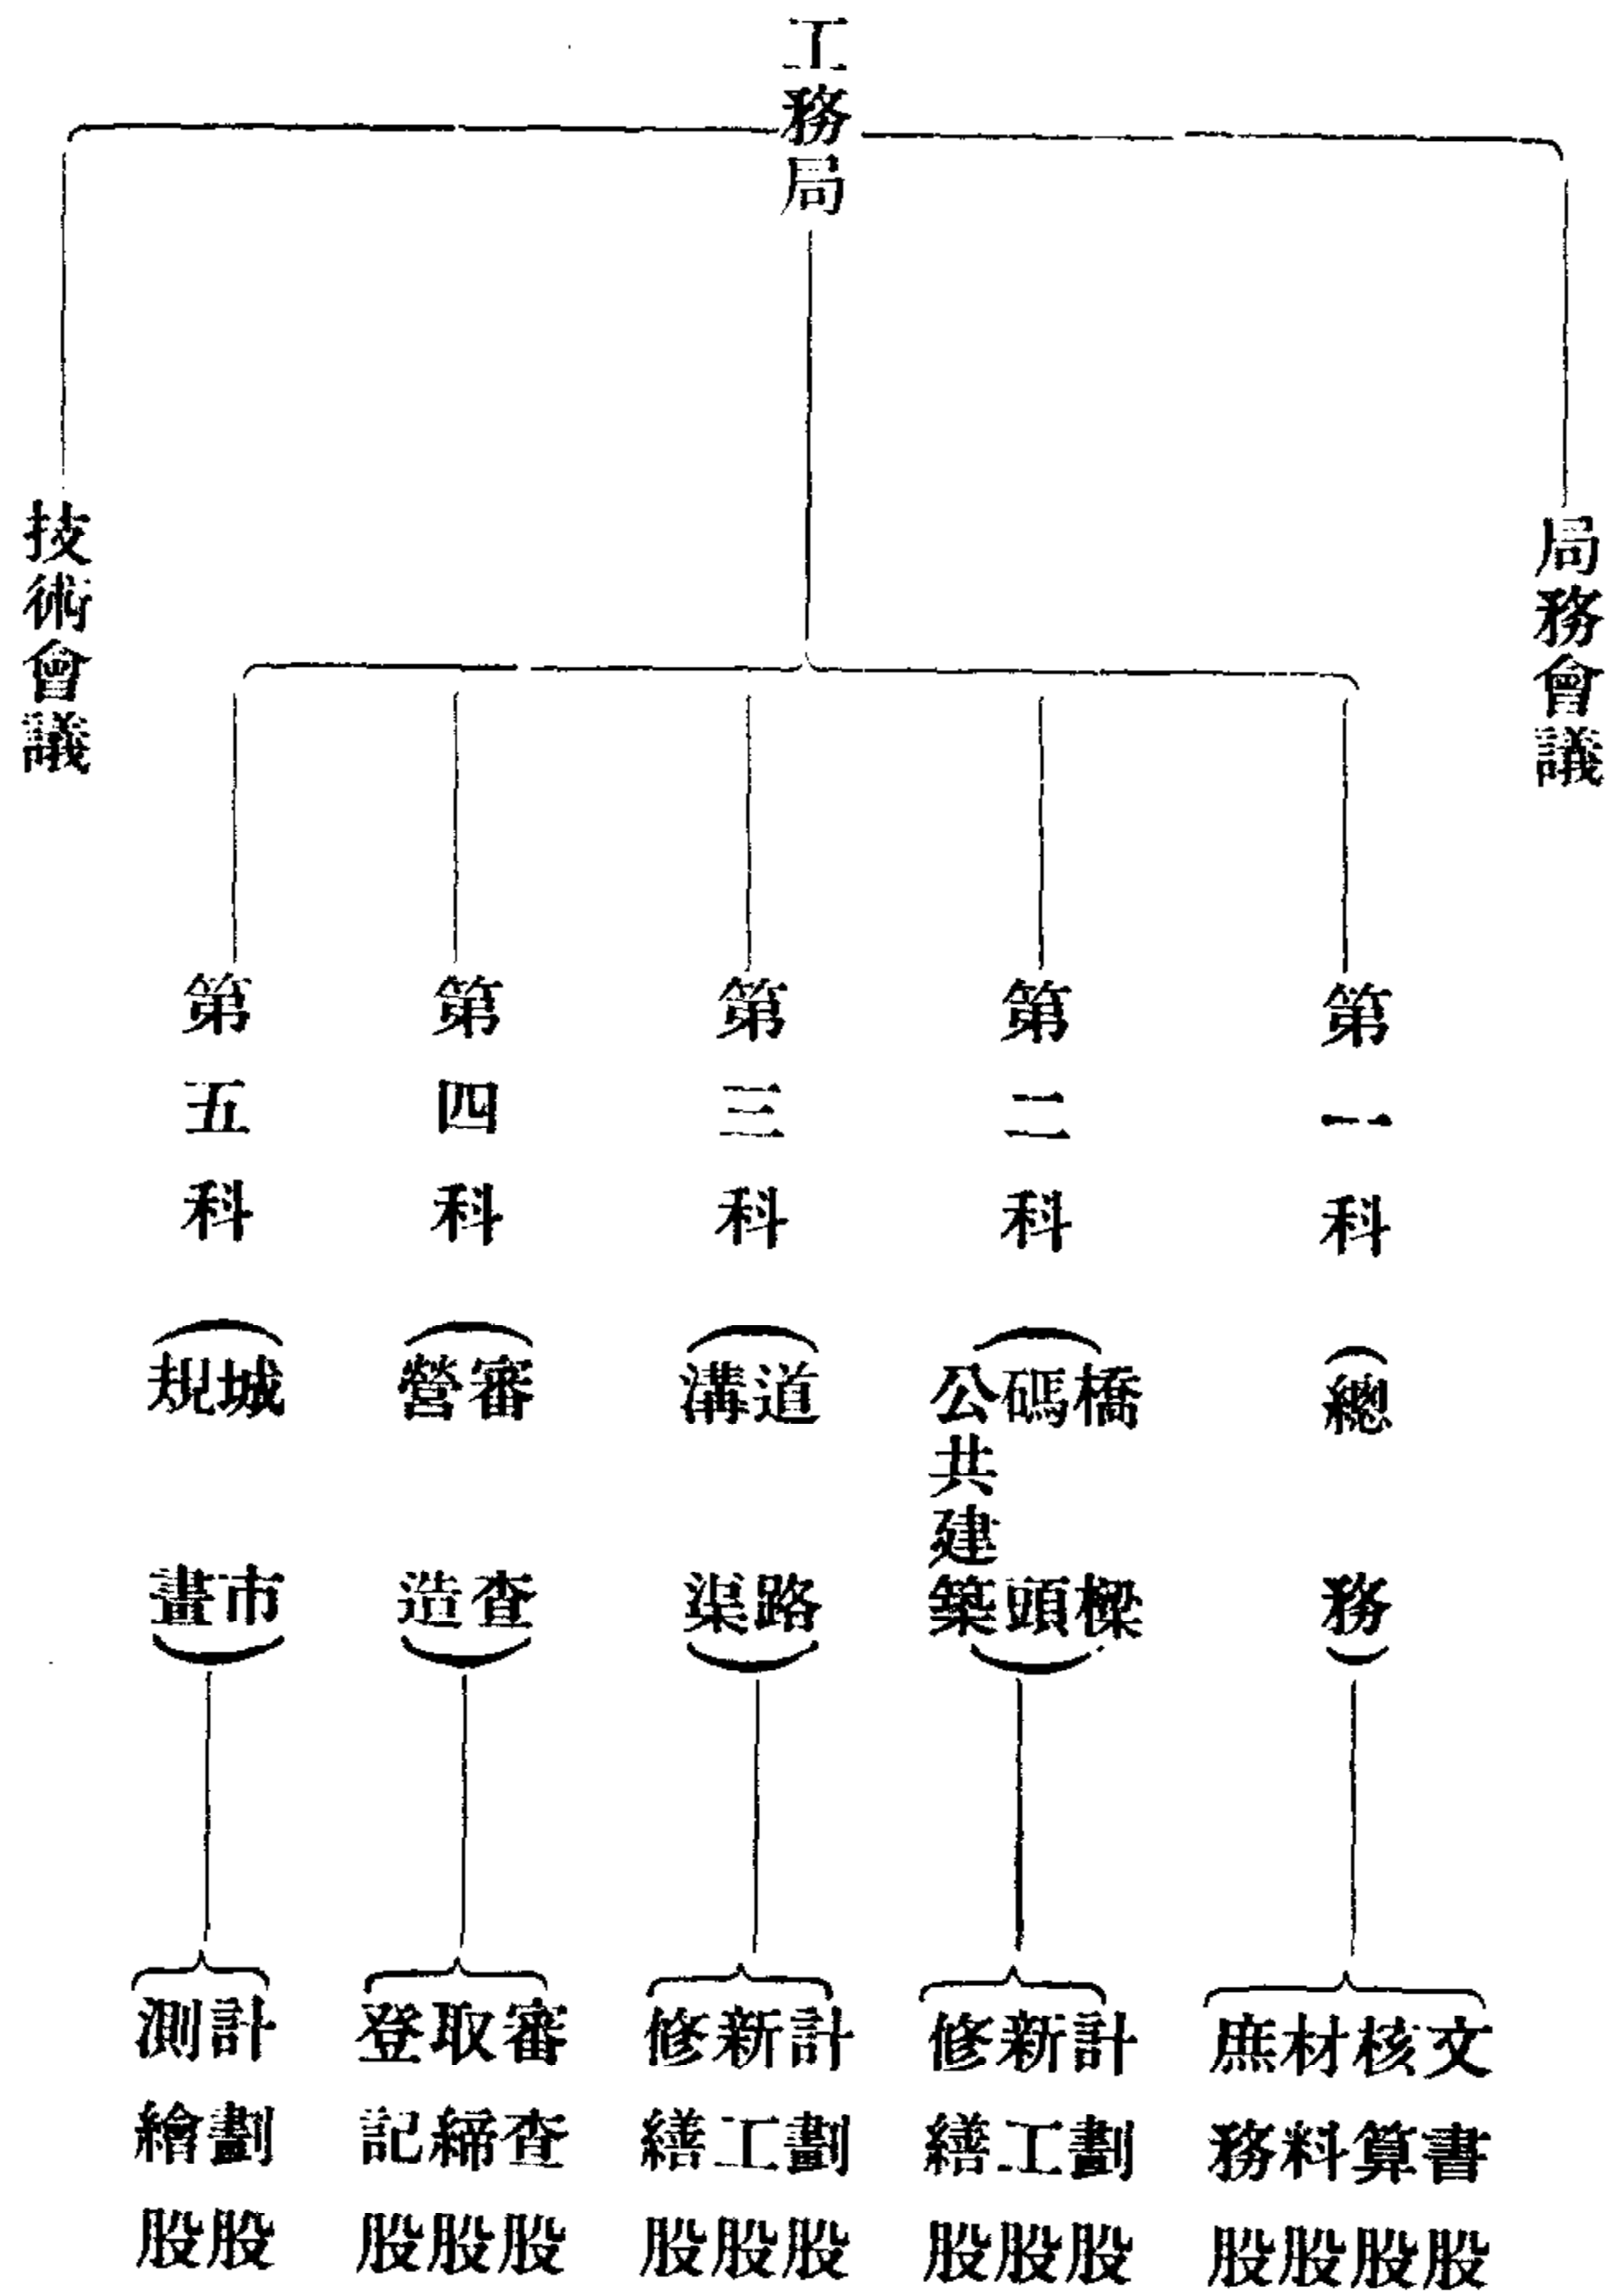 工務局
局務會議
技術會議
第一科
(總務)
文書股
核算股
材料股
庶務股
第二科
(橋樑
碼頭
公共建築)
計劃股
新工股
修繕股
第三科
(道路
溝渠)
計劃股
新工股
修繕股
第四科
(審查
營造)
審查股
取締股
登記股
第五科
(城市
規畫)
計劃股
測繪股